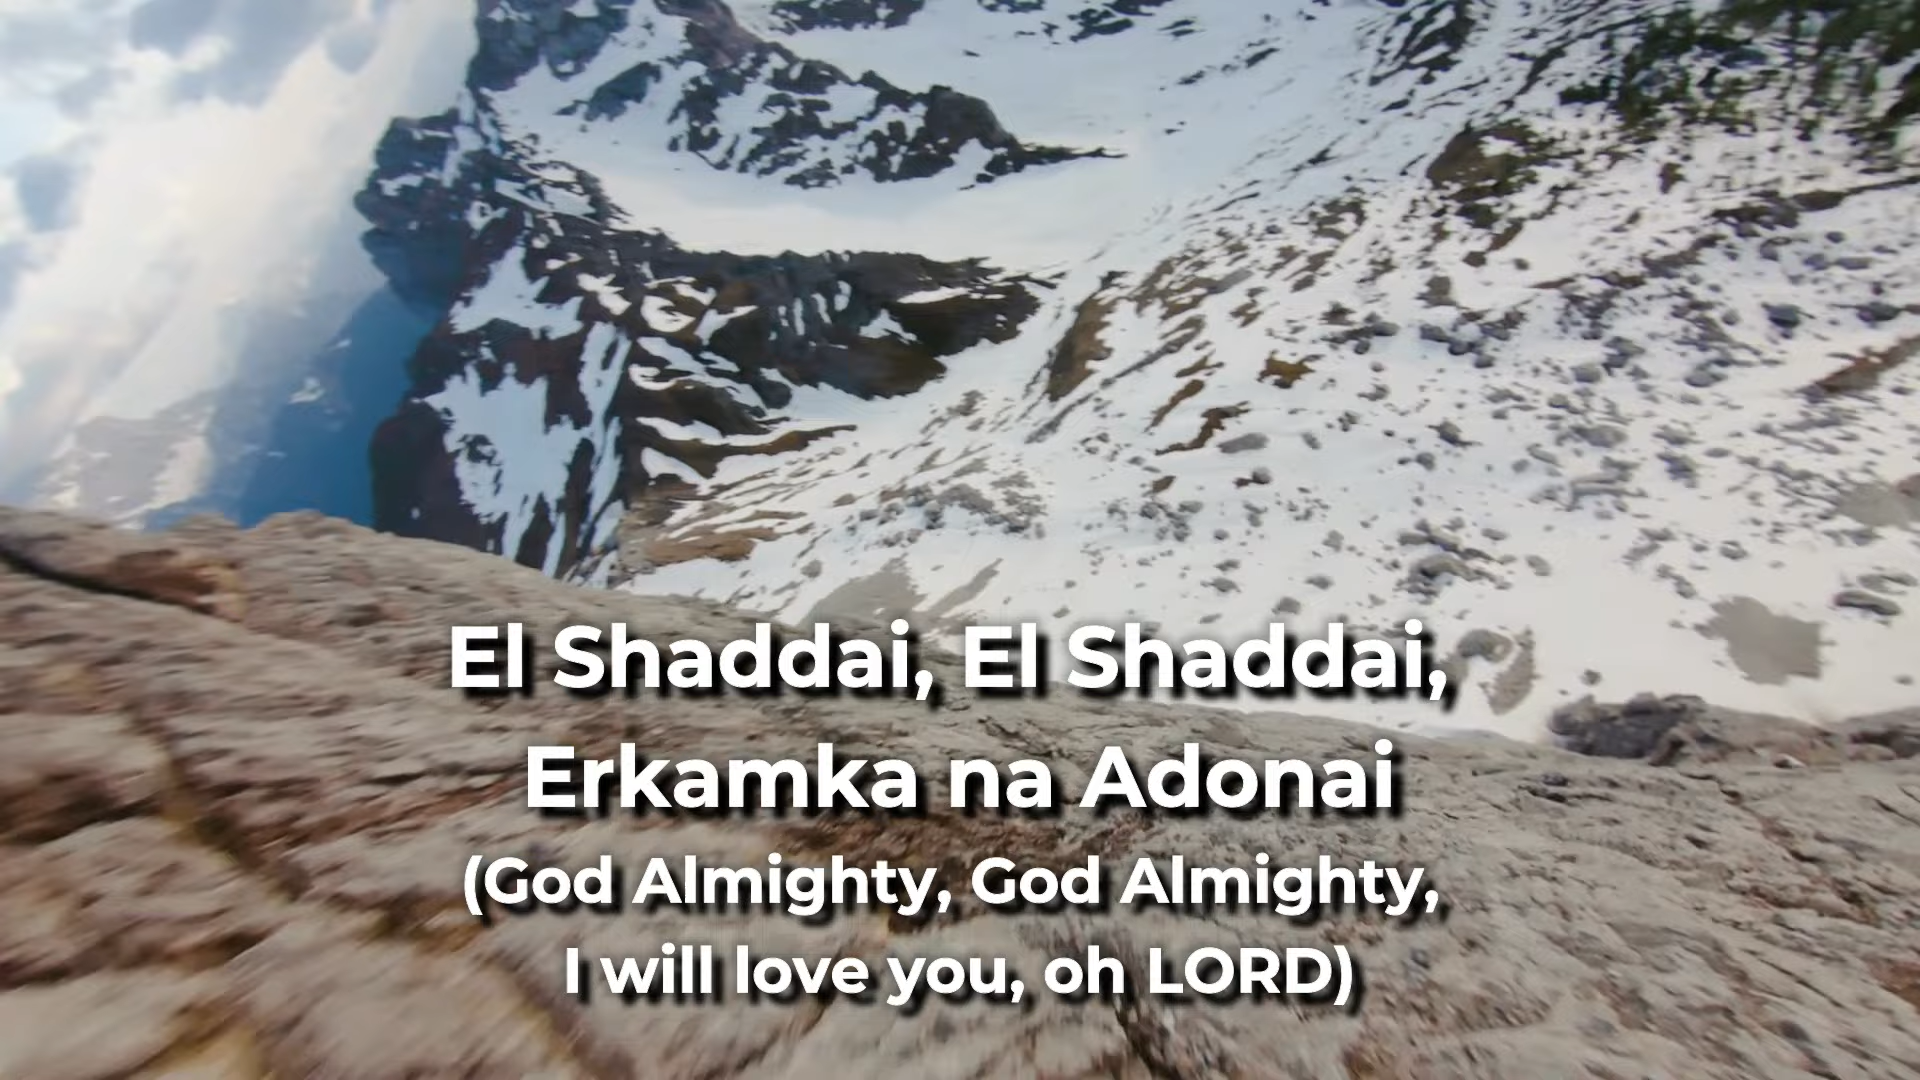 El Shaddai, El Shaddai,
Erkamka na Adonai
(God Almighty, God Almighty,
I will love you, oh LORD)